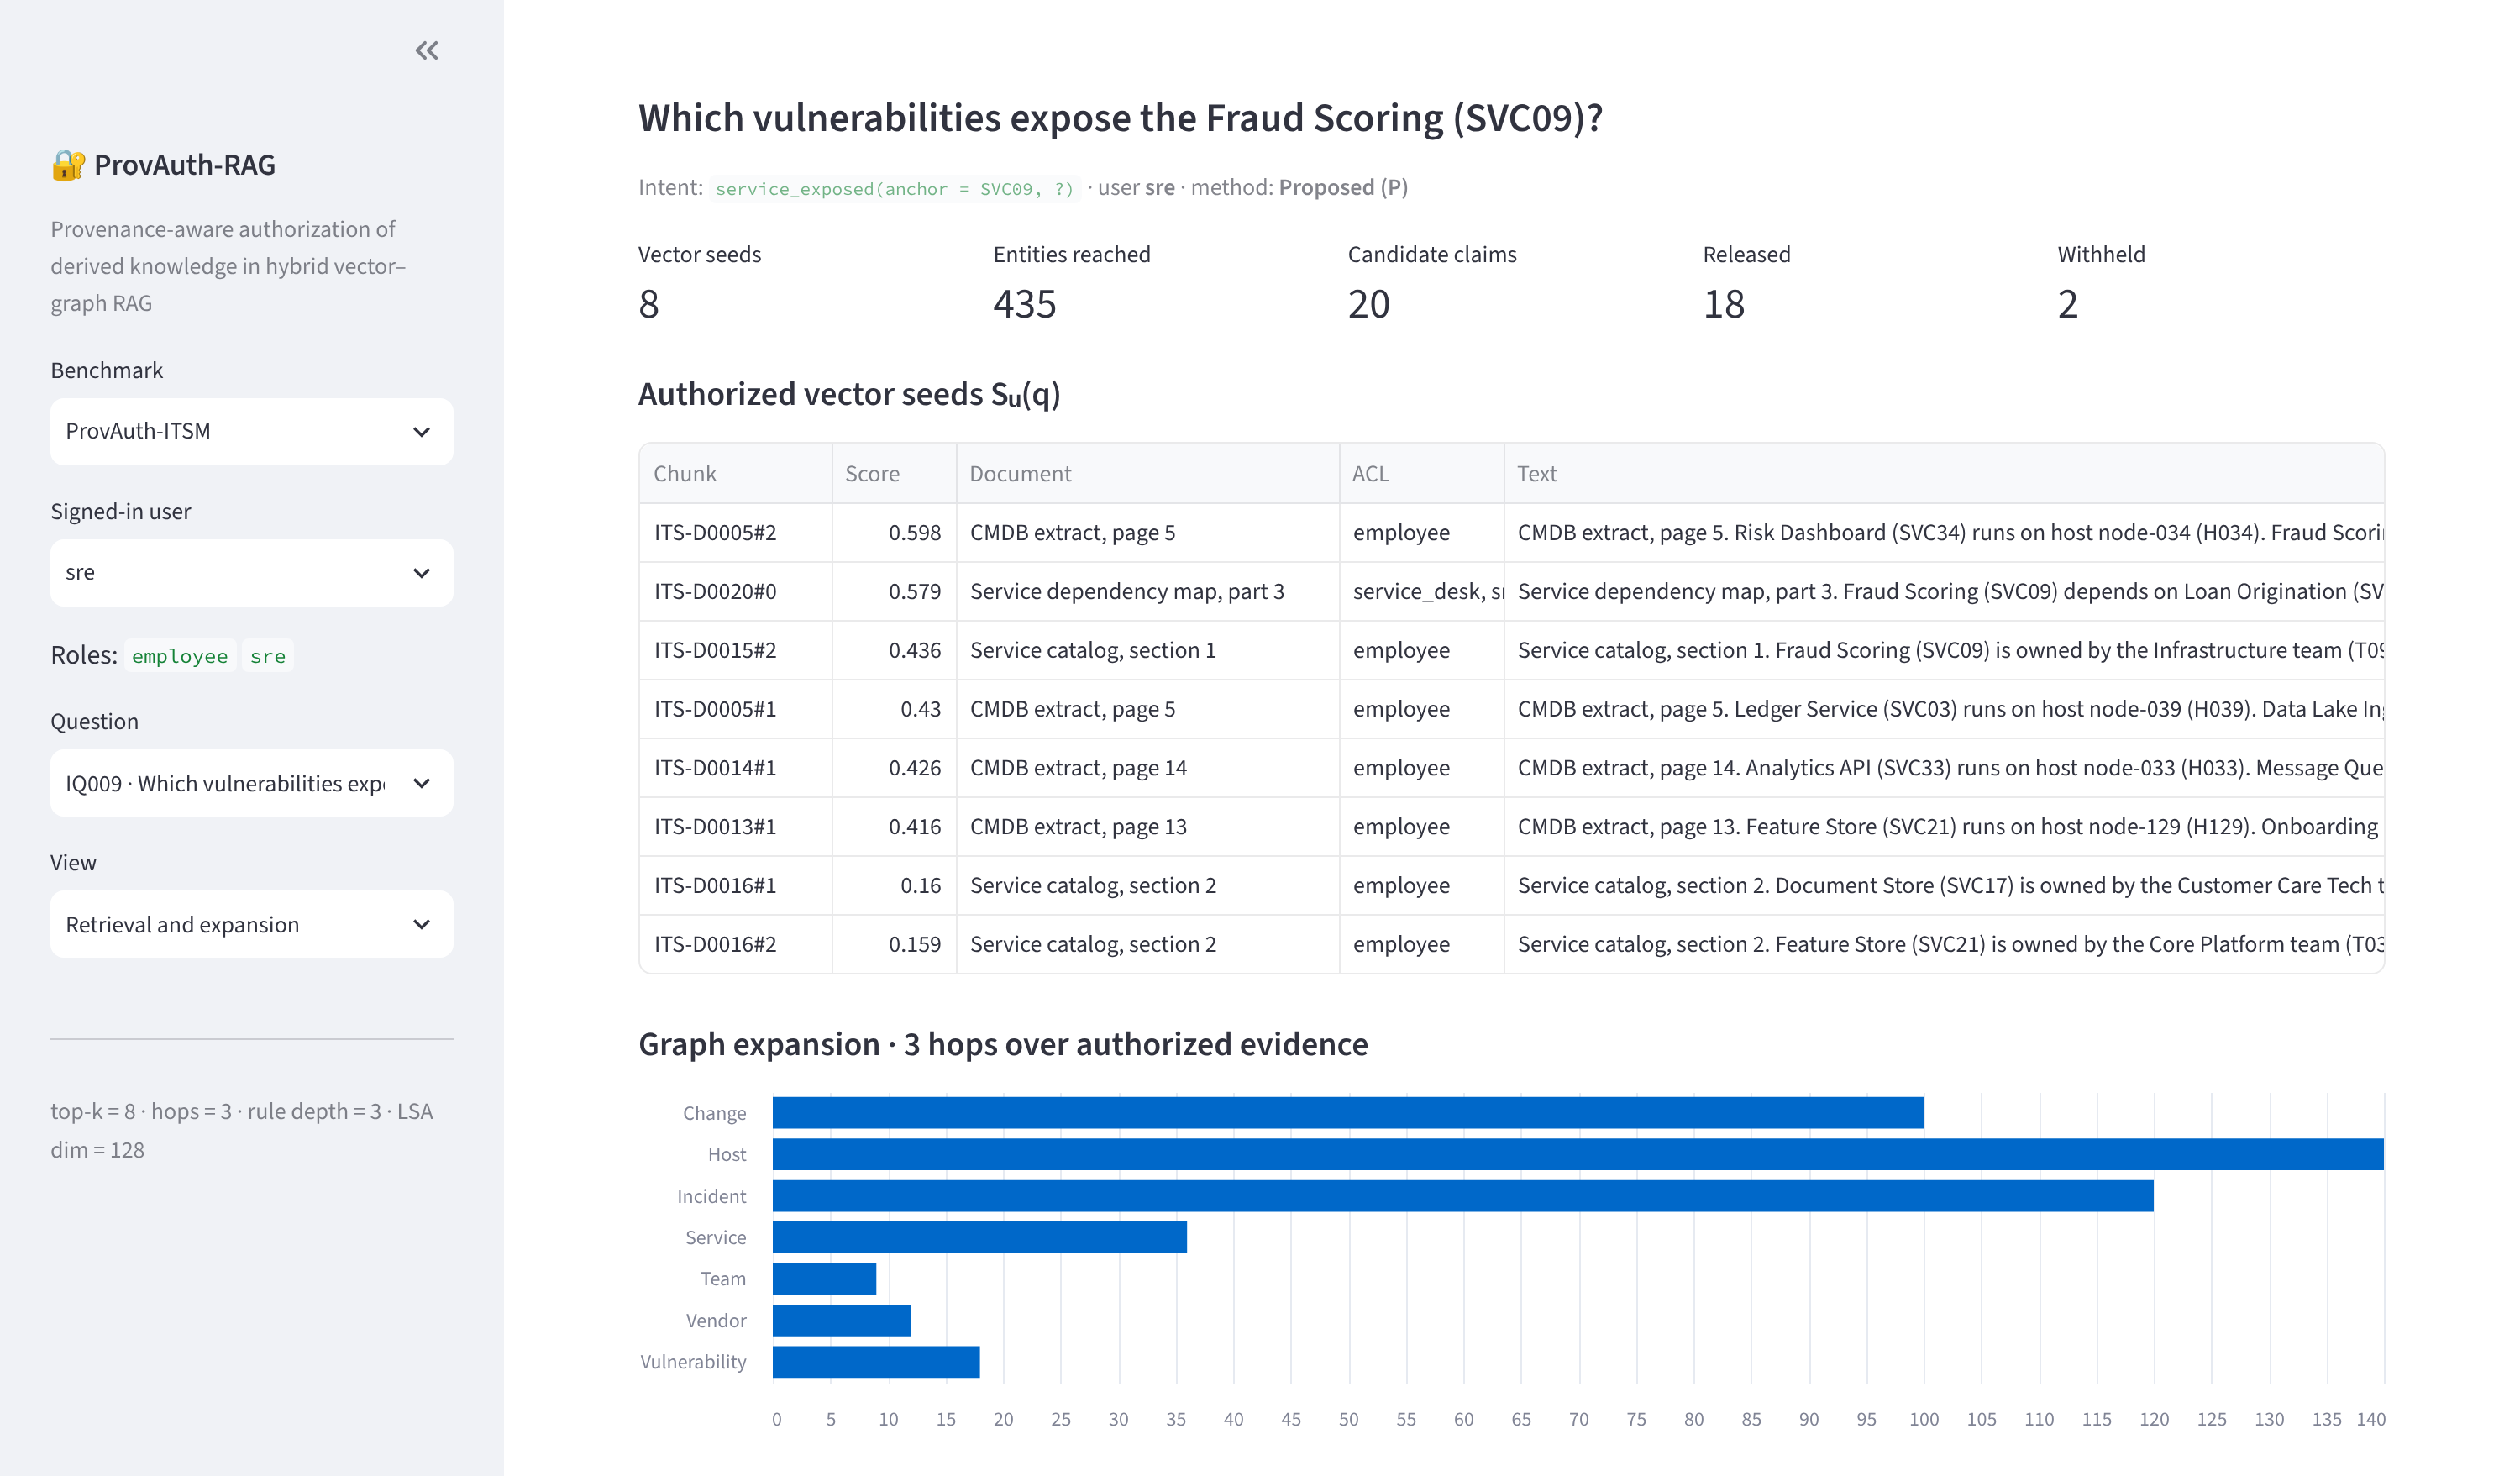 🔐 ProvAuth-RAG
Provenance-aware authorization of
derived knowledge in hybrid vector–
graph RAG
Benchmark
ProvAuth-ITSM
Signed-in user
sre
Roles: employee sre
Question
IQ009 · Which vulnerabilities exp
View
Retrieval and expansion
top-k = 8 · hops = 3 · rule depth = 3 · LSA
dim = 128
Which vulnerabilities expose the Fraud Scoring (SVC09)?
Intent: service_exposed(anchor = SVC09, ?) · user sre · method: Proposed (P)
Vector seeds Entities reached Candidate claims Released Withheld
8 435 20 18 2
Authorized vector seeds Sᵤ(q)
Chunk Score Document ACL Text
ITS-D0005#2 0.598 CMDB extract, page 5 employee CMDB extract, page 5. Risk Dashboard (SVC34) runs on host node-034 (H034). Fraud Scori
ITS-D0020#0 0.579 Service dependency map, part 3 service_desk, s Service dependency map, part 3. Fraud Scoring (SVC09) depends on Loan Origination (SV
ITS-D0015#2 0.436 Service catalog, section 1 employee Service catalog, section 1. Fraud Scoring (SVC09) is owned by the Infrastructure team (T09
ITS-D0005#1 0.43 CMDB extract, page 5 employee CMDB extract, page 5. Ledger Service (SVC03) runs on host node-039 (H039). Data Lake In
ITS-D0014#1 0.426 CMDB extract, page 14 employee CMDB extract, page 14. Analytics API (SVC33) runs on host node-033 (H033). Message Que
ITS-D0013#1 0.416 CMDB extract, page 13 employee CMDB extract, page 13. Feature Store (SVC21) runs on host node-129 (H129). Onboarding
ITS-D0016#1 0.16 Service catalog, section 2 employee Service catalog, section 2. Document Store (SVC17) is owned by the Customer Care Tech t
ITS-D0016#2 0.159 Service catalog, section 2 employee Service catalog, section 2. Feature Store (SVC21) is owned by the Core Platform team (T03
Graph expansion · 3 hops over authorized evidence
Change
Host
Incident
Service
Team
Vendor
Vulnerability
0 5 10 15 20 25 30 35 40 45 50 55 60 65 70 75 80 85 90 95 100 105 110 115 120 125 130 135 140